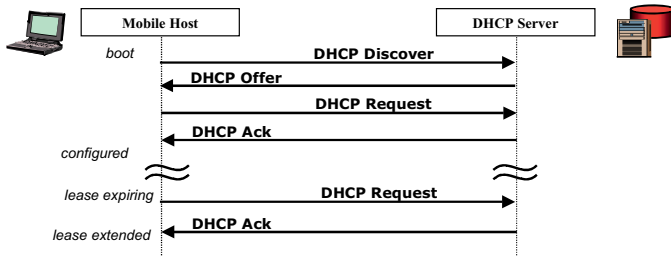 Mobile Host
DHCP Server
boot
DHCP Discover
DHCP Offer
DHCP Request
DHCP Ack
configured
lease expiring
DHCP Request
DHCP Ack
lease extended